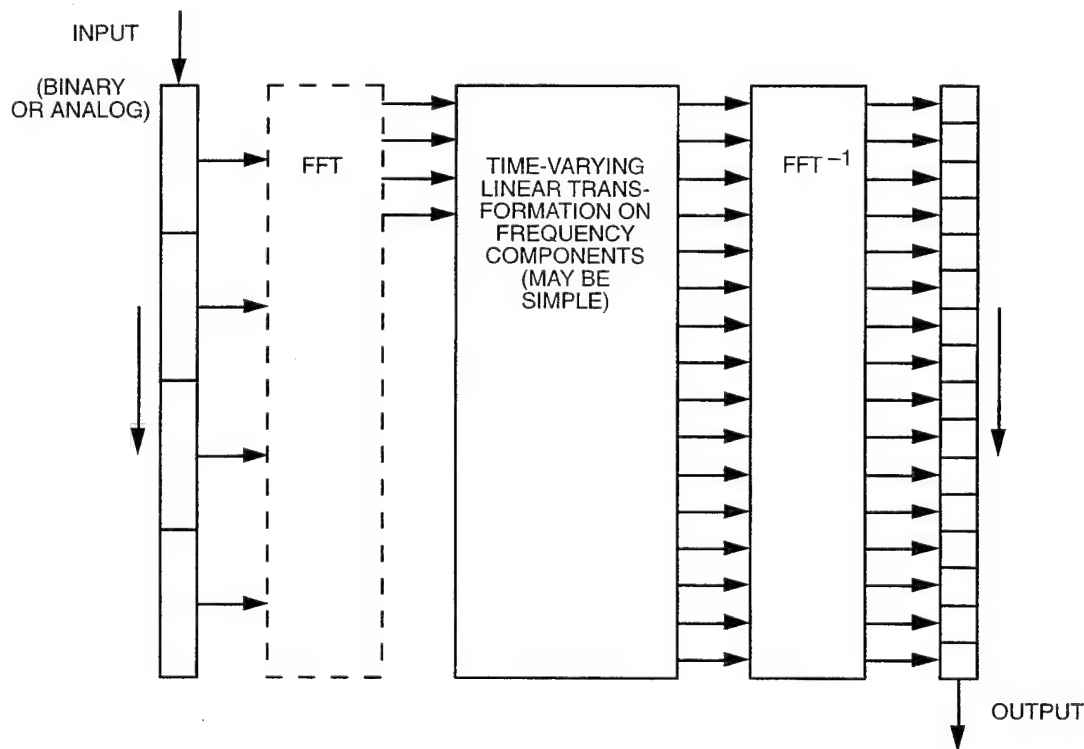 INPUT
(BINARY
OR ANALOG)
FFT
TIME-VARYING
LINEAR TRANS-
FORMATION ON
FREQUENCY
COMPONENTS
(MAY BE
SIMPLE)
FFT⁻¹
OUTPUT